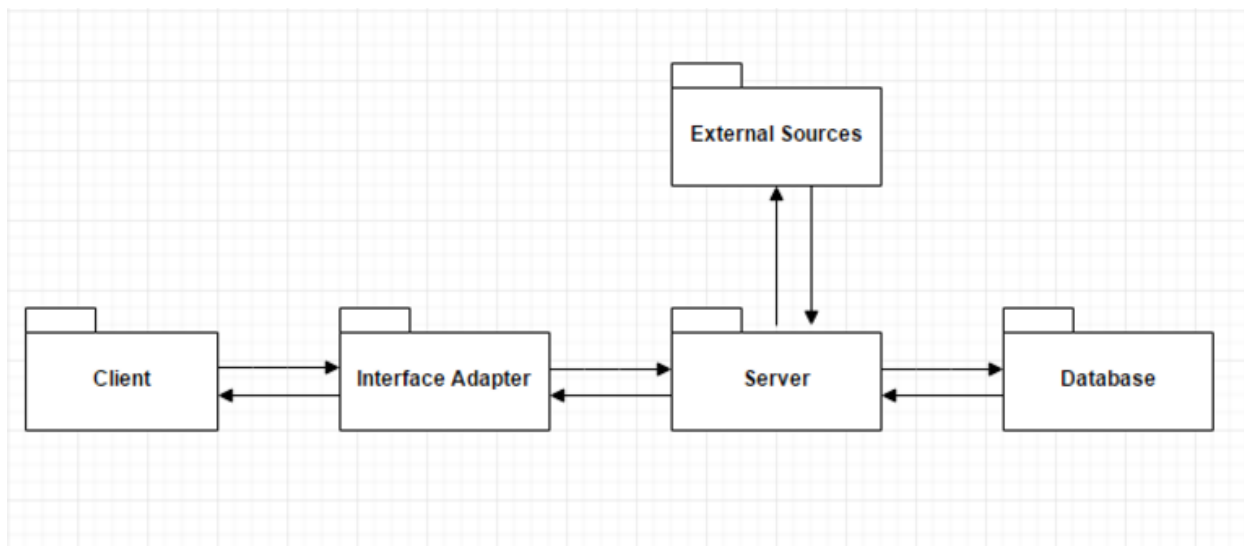 External Sources
Client
Interface Adapter
Server
Database